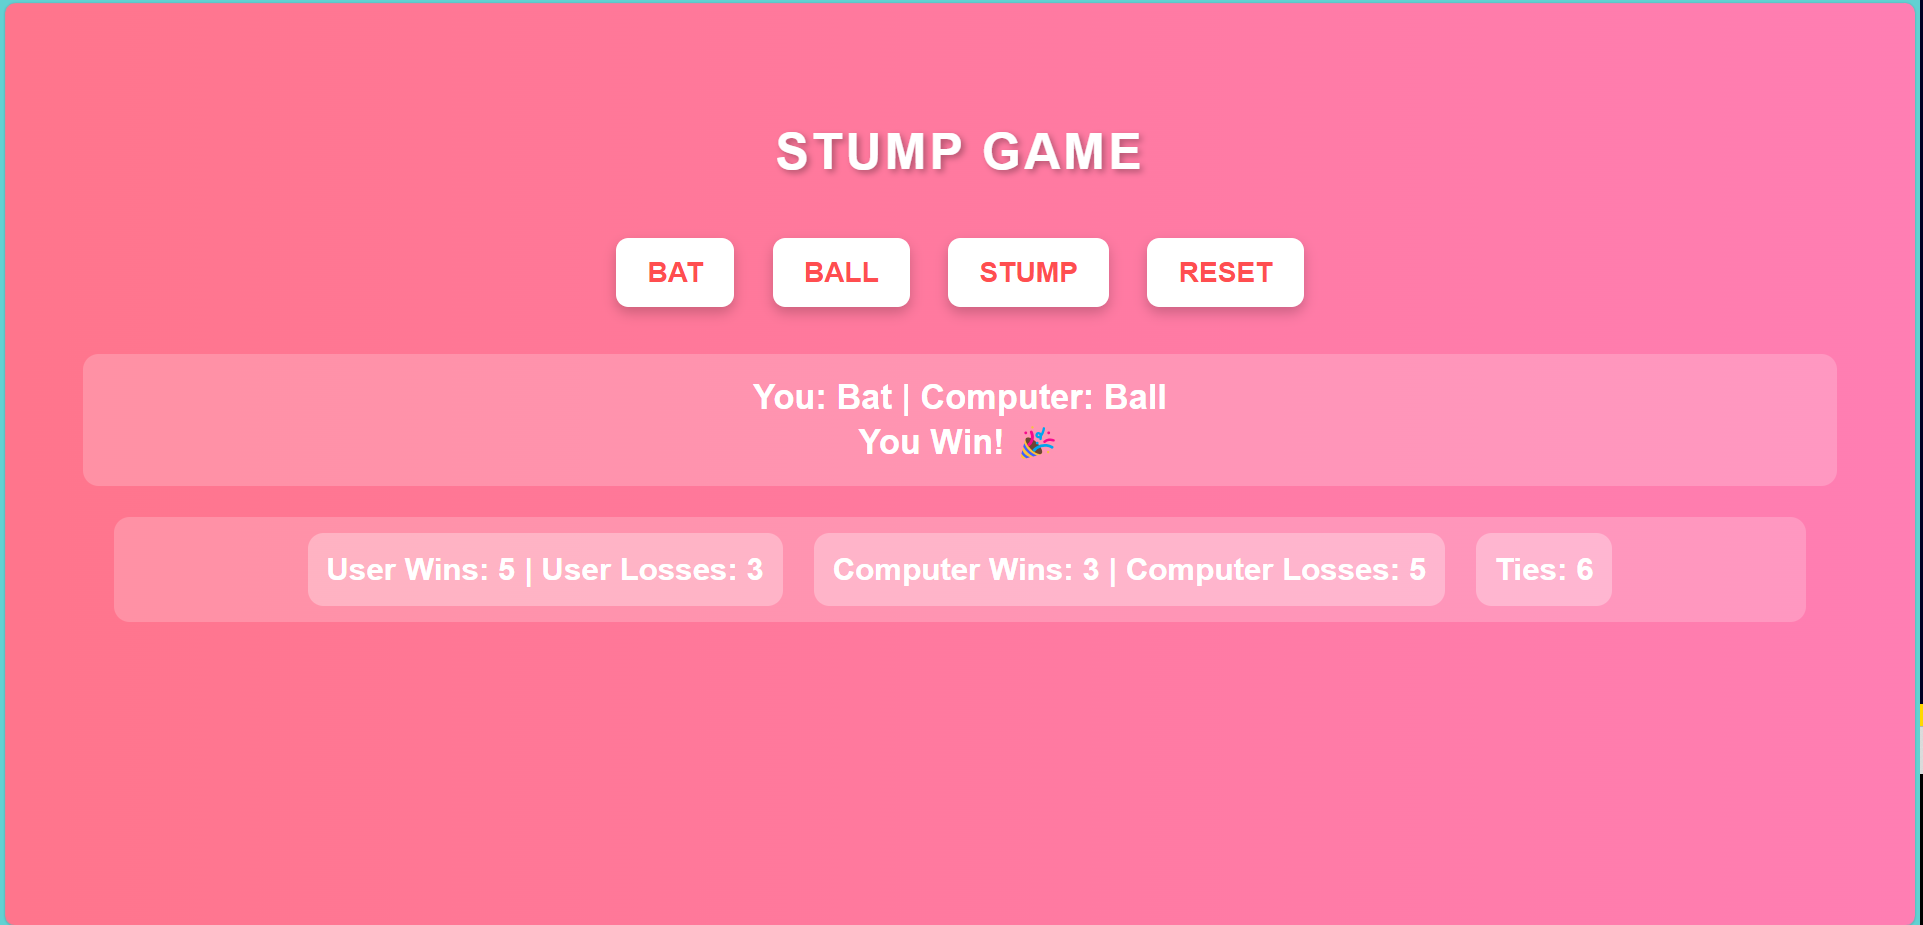 STUMP GAME
BAT BALL STUMP RESET
You: Bat | Computer: Ball
You Win! 🎉
User Wins: 5 | User Losses: 3 Computer Wins: 3 | Computer Losses: 5 Ties: 6